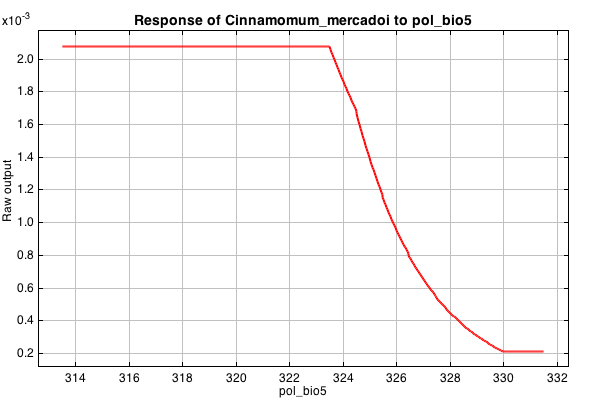 Response of Cinnamomum_mercadoi to pol_bio5
x10-3
Raw output
2.0
1.8
1.6
1.4
1.2
1.0
0.8
0.6
0.4
0.2
314 316 318 320 322 324 326 328 330 332
pol_bio5